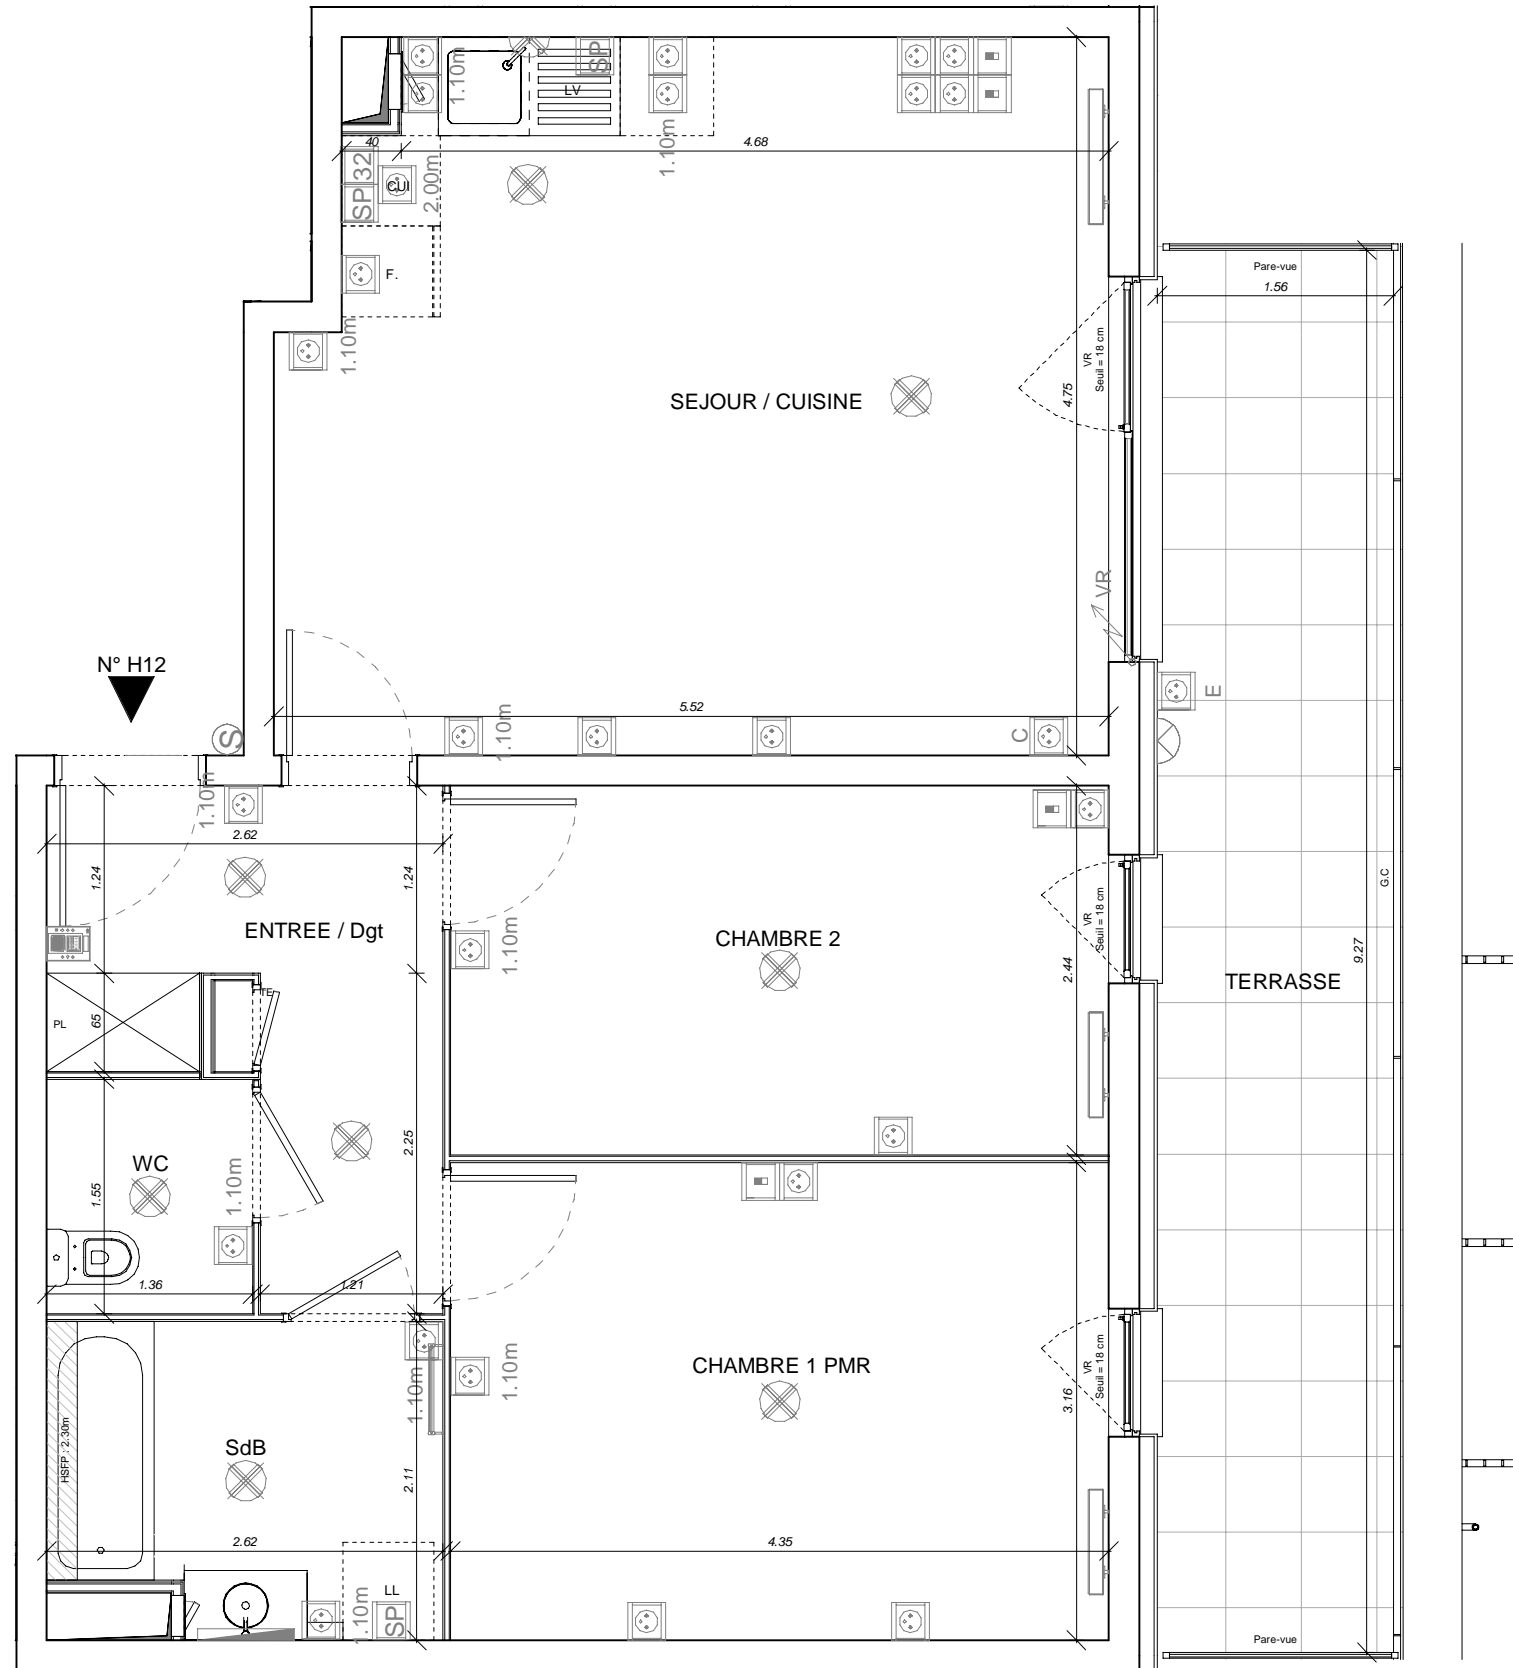 1.10m
SP
LV
1.10m
40
4.68
SP 32
CUI
2.00m
F.
1.10m
Pare-vue
1.56
VR
Seuil = 18 cm
4.75
SEJOUR / CUISINE
VR
N° H12
E
S
5.52
1.10m
C
1.10m
2.62
1.24
1.24
ENTREE / Dgt
1.10m
CHAMBRE 2
VR
Seuil = 18 cm
2.44
G.C
9.27
TERRASSE
TE
PL
65
2.25
WC
1.10m
1.55
1.36
1.21
1.10m
1.10m
CHAMBRE 1 PMR
VR
Seuil = 18 cm
3.16
HSFP : 2.30m
SdB
2.11
2.62
4.35
LL
1.10m
SP
Pare-vue